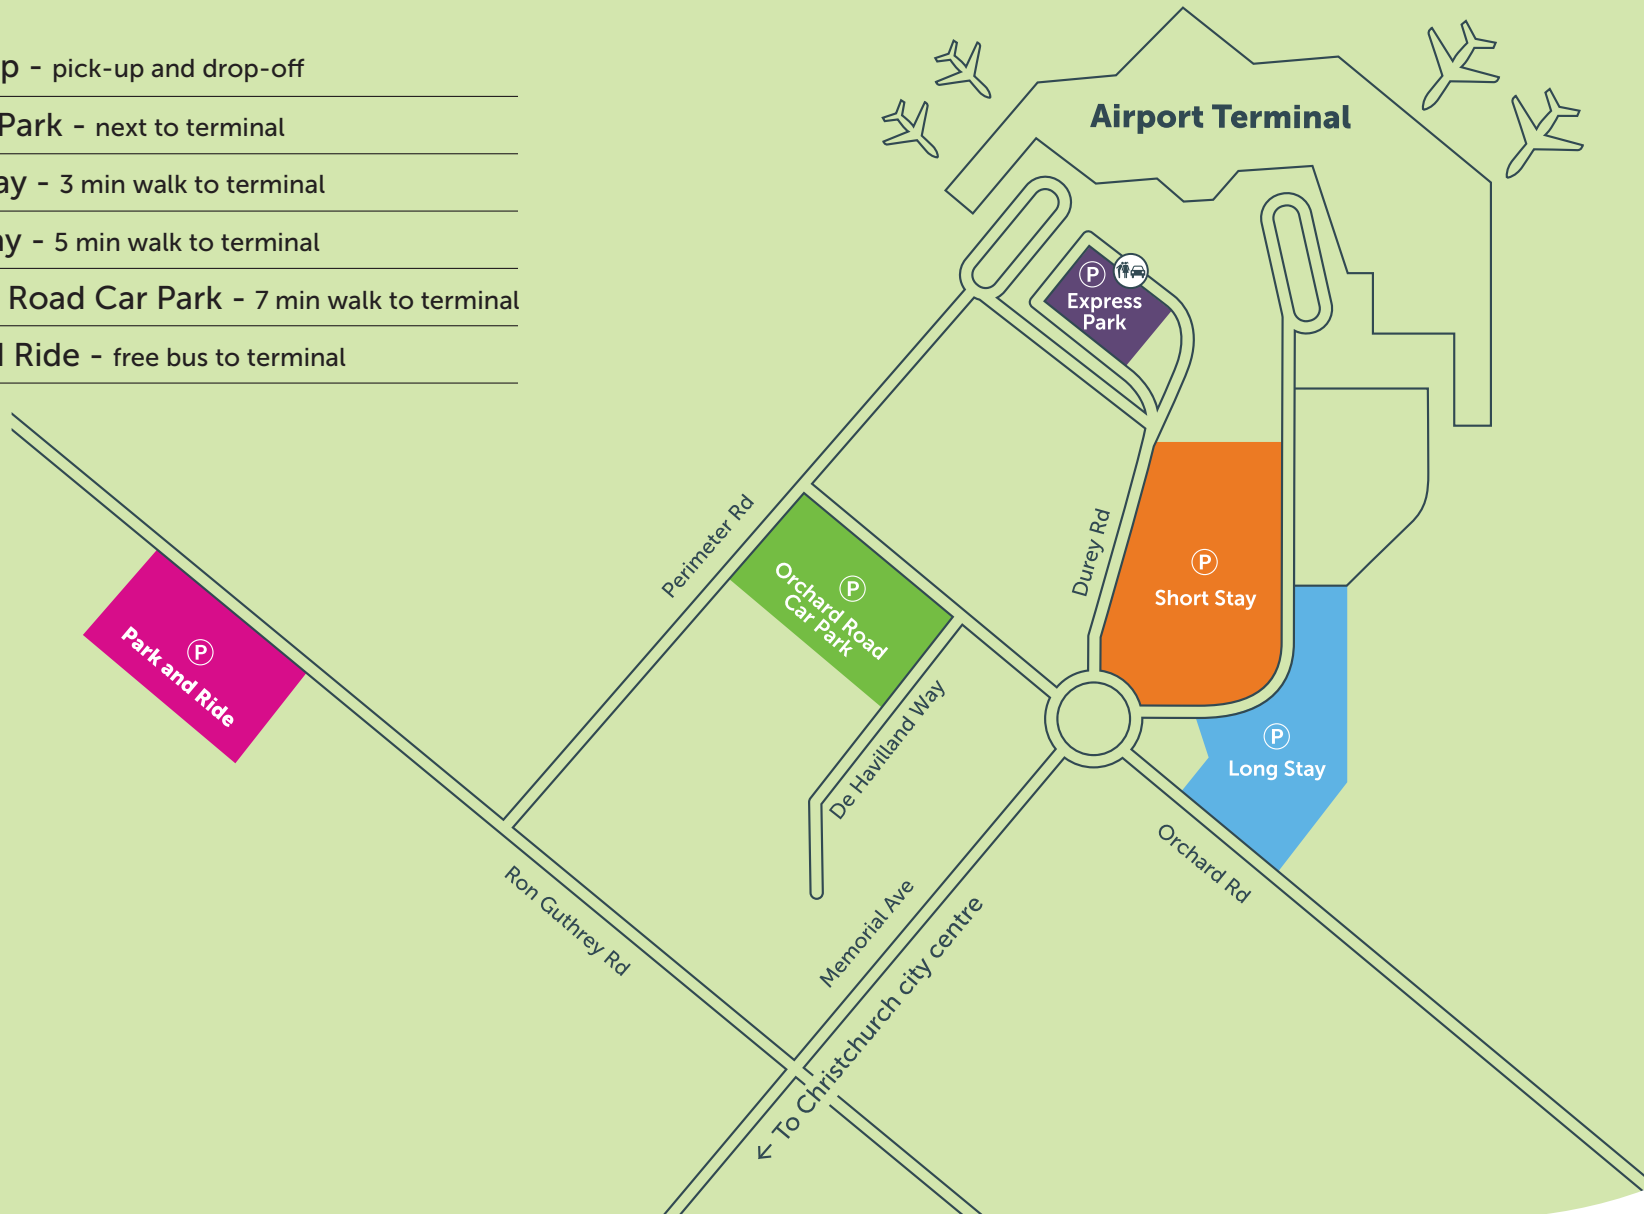 p - pick-up and drop-off
Park - next to terminal
ay - 3 min walk to terminal
ay - 5 min walk to terminal
Road Car Park - 7 min walk to terminal
Ride - free bus to terminal
Airport Terminal
P
Express
Park
Perimeter Rd
Durey Rd
P
Orchard Road
Car Park
P
Short Stay
P
Park and Ride
De Havilland Way
P
Long Stay
Orchard Rd
Ron Guthrey Rd
Memorial Ave
← To Christchurch city centre